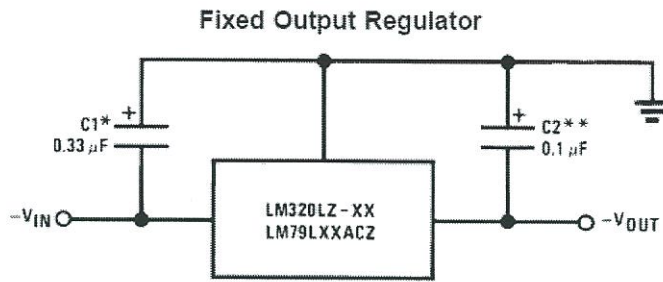 Fixed Output Regulator
C1*
+
0.33 µF
+
C2**
0.1 µF
LM320LZ-XX
LM79LXXACZ
-VIN
-VOUT